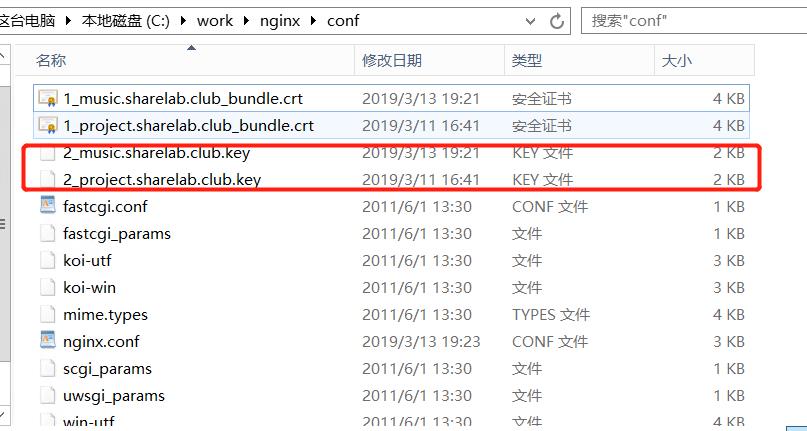 这台电脑 本地磁盘 (C:) work nginx conf 搜索"conf"
名称 修改日期 类型 大小
1_music.sharelab.club_bundle.crt 2019/3/13 19:21 安全证书 4 KB
1_project.sharelab.club_bundle.crt 2019/3/11 16:41 安全证书 4 KB
2_music.sharelab.club.key 2019/3/13 19:21 KEY 文件 2 KB
2_project.sharelab.club.key 2019/3/11 16:41 KEY 文件 2 KB
fastcgi.conf 2011/6/1 13:30 CONF 文件 1 KB
fastcgi_params 2011/6/1 13:30 文件 1 KB
koi-utf 2011/6/1 13:30 文件 3 KB
koi-win 2011/6/1 13:30 文件 3 KB
mime.types 2011/6/1 13:30 TYPES 文件 4 KB
nginx.conf 2019/3/13 19:23 CONF 文件 3 KB
scgi_params 2011/6/1 13:30 文件 1 KB
uwsgi_params 2011/6/1 13:30 文件 1 KB
win-utf 2011/6/1 13:30 文件 4 KB